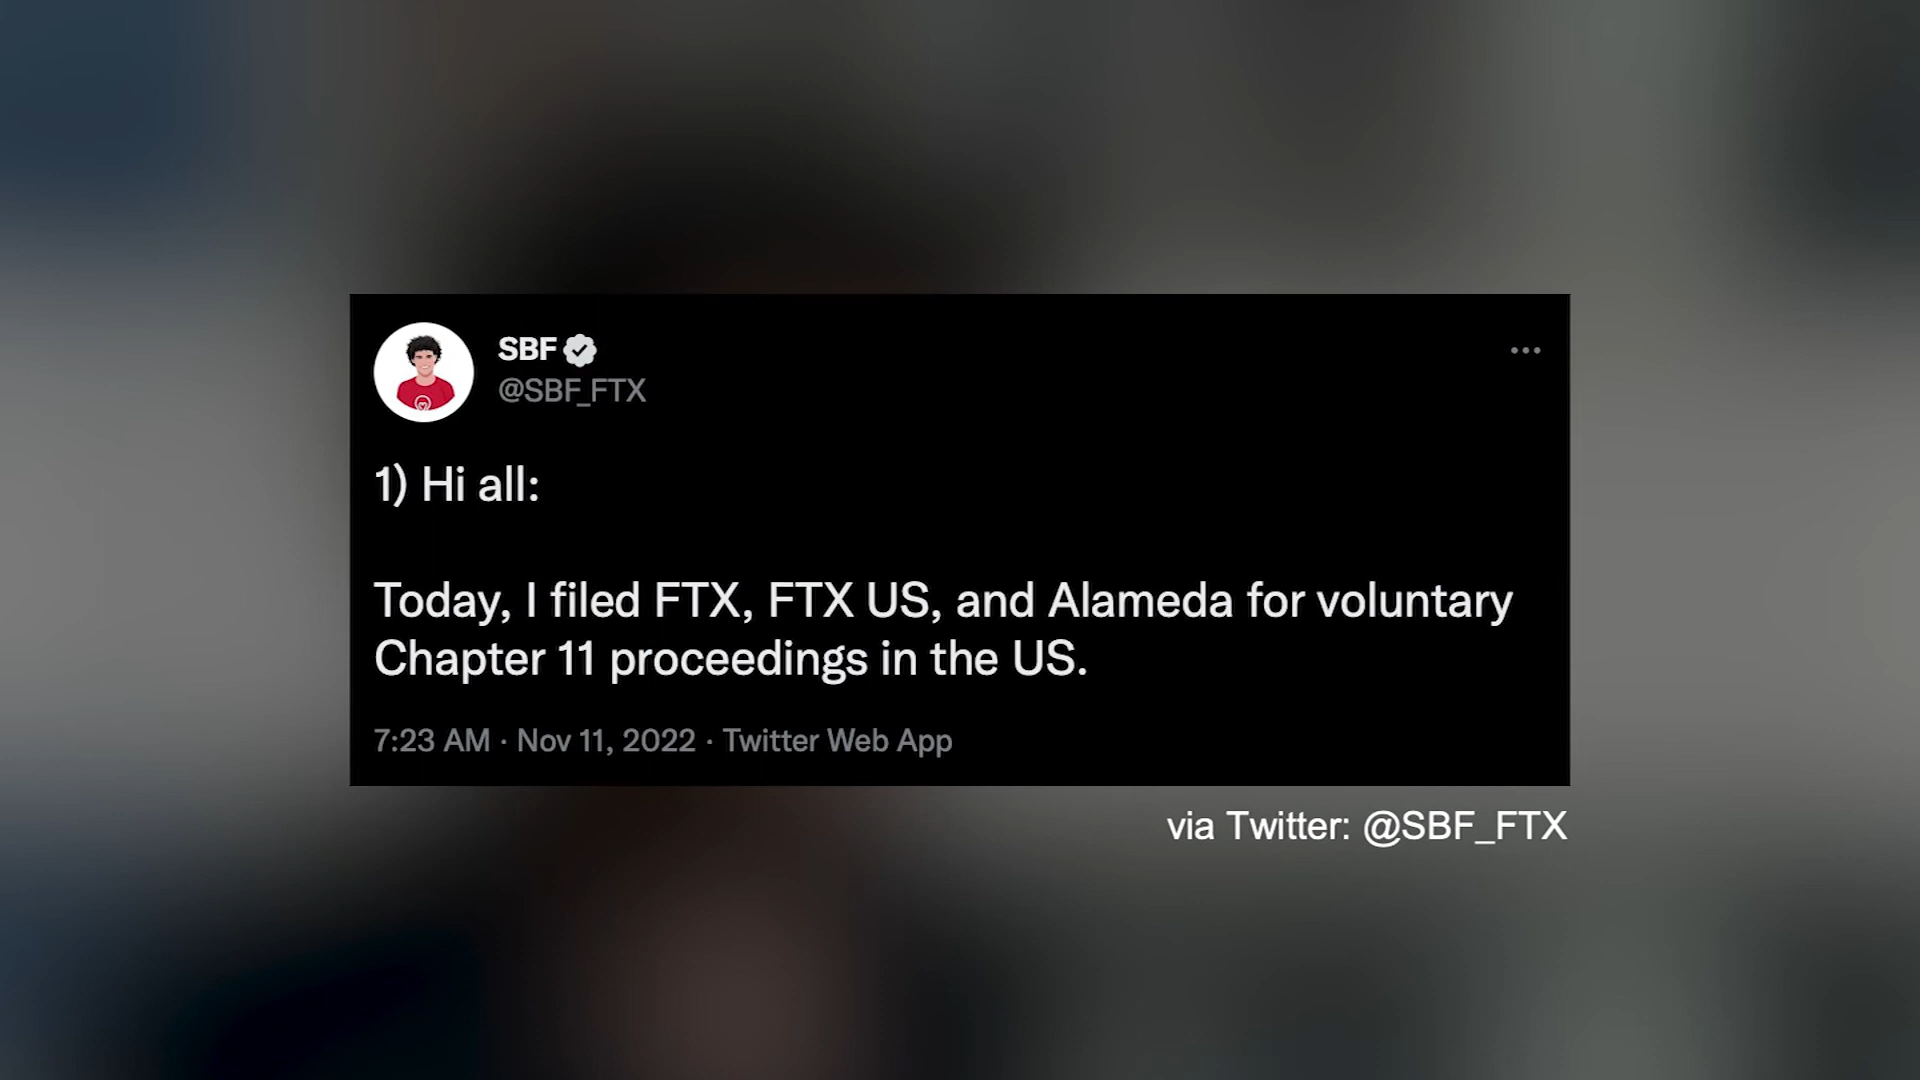 SBF
@SBF_FTX
1) Hi all:
Today, I filed FTX, FTX US, and Alameda for voluntary
Chapter 11 proceedings in the US.
7:23 AM · Nov 11, 2022 · Twitter Web App
via Twitter: @SBF_FTX